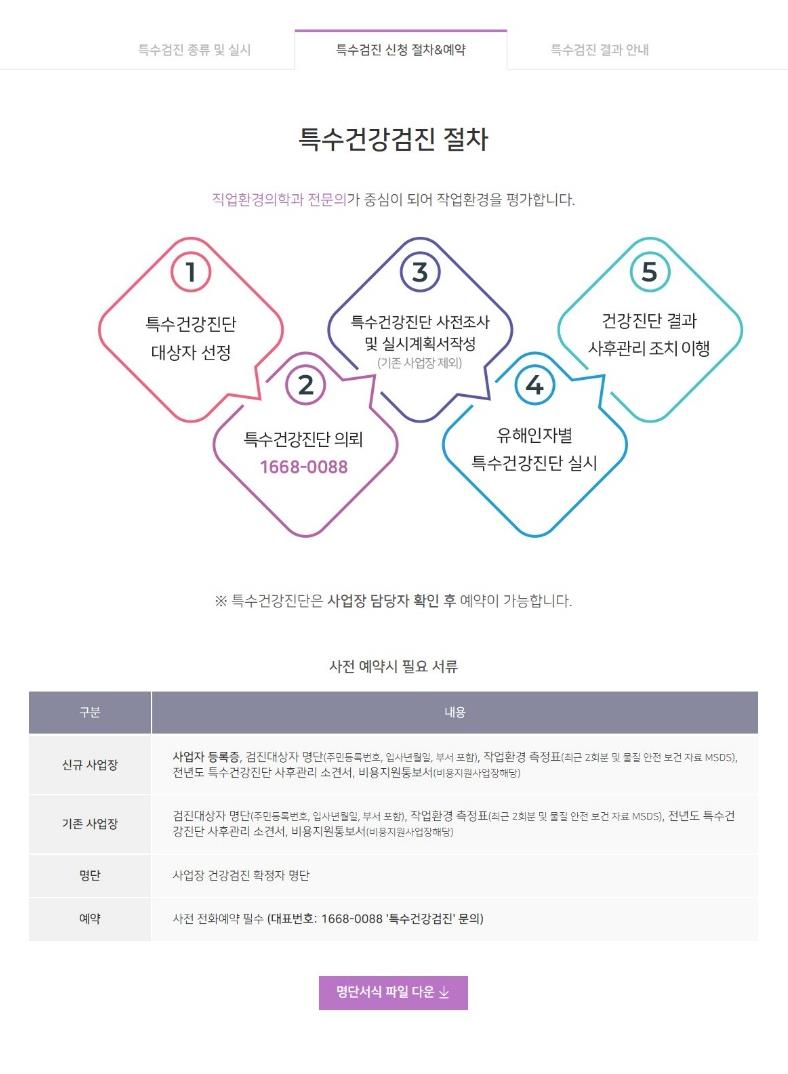 특수검진 종류 및 실시
특수검진 신청 절차&예약
특수검진 결과 안내
특수건강검진 절차
직업환경의학과 전문의가 중심이 되어 작업환경을 평가합니다.
1
특수건강진단
대상자 선정
2
특수건강진단 의뢰
1668-0088
3
특수건강진단 사전조사
및 실시계획서작성
(기존 사업장 제외)
4
유해인자별
특수건강진단 실시
5
건강진단 결과
사후관리 조치 이행
※ 특수건강진단은 사업장 담당자 확인 후 예약이 가능합니다.
사전 예약시 필요 서류
구분
내용
신규 사업장
사업자 등록증, 검진대상자 명단(주민등록번호, 입사년월일, 부서 포함), 작업환경 측정표(최근 2회분 및 물질 안전 보건 자료 MSDS),
전년도 특수건강진단 사후관리 소견서, 비용지원통보서(비용지원사업장해당)
기존 사업장
검진대상자 명단(주민등록번호, 입사년월일, 부서 포함), 작업환경 측정표(최근 2회분 및 물질 안전 보건 자료 MSDS), 전년도 특수건
강진단 사후관리 소견서, 비용지원통보서(비용지원사업장해당)
명단
사업장 건강검진 확정자 명단
예약
사전 전화예약 필수 (대표번호: 1668-0088 '특수건강검진' 문의)
명단서식 파일 다운